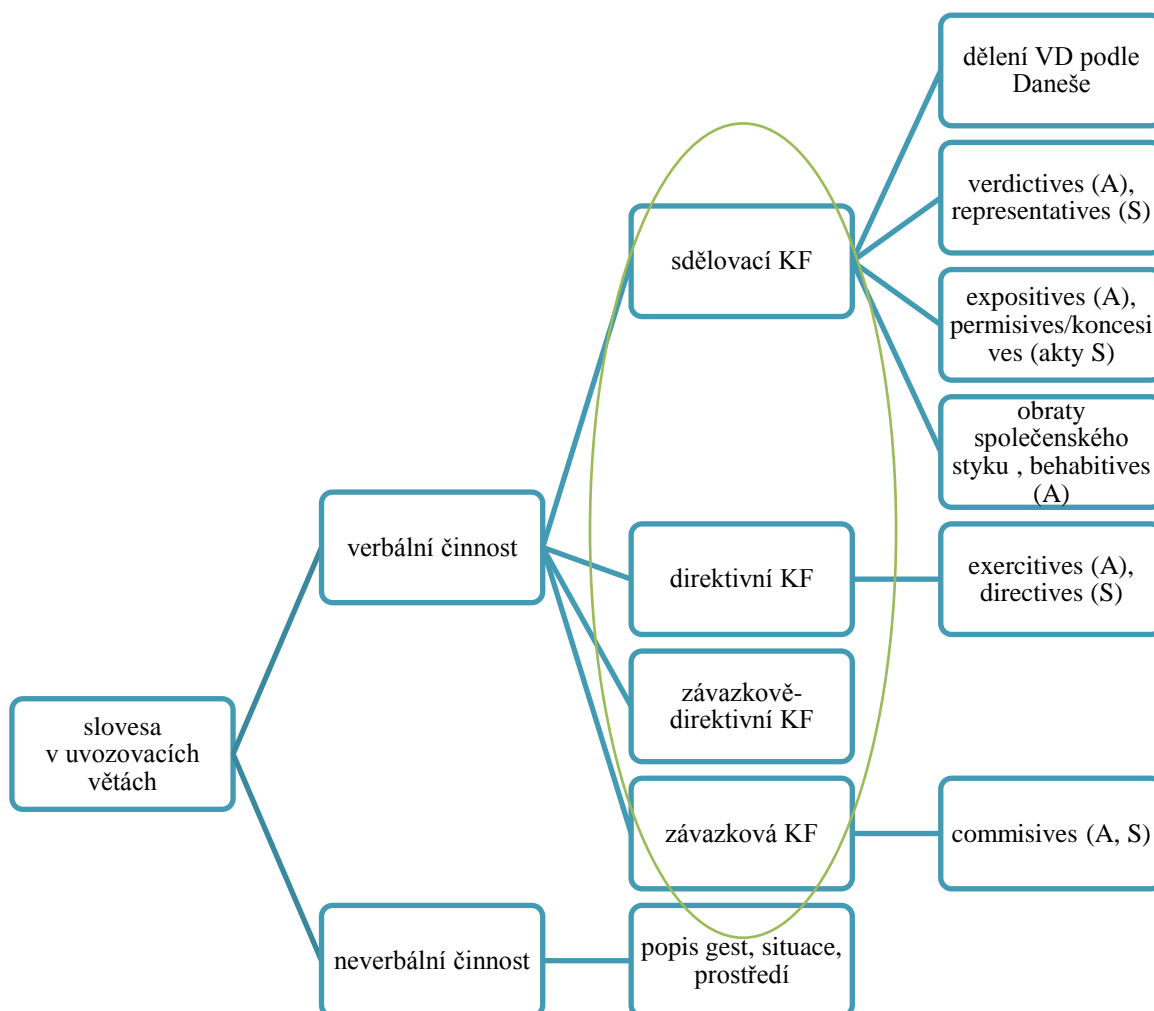 dělení VD podle
Daneše
verdictives (A),
representatives (S)
sdělovací KF
expositives (A),
permisives/koncesi
ves (akty S)
obraty
společenského
styku , behabitives
(A)
verbální činnost
direktivní KF
exercitives (A),
directives (S)
závazkově-
direktivní KF
slovesa
v uvozovacích
větách
závazková KF
commisives (A, S)
neverbální činnost
popis gest, situace,
prostředí